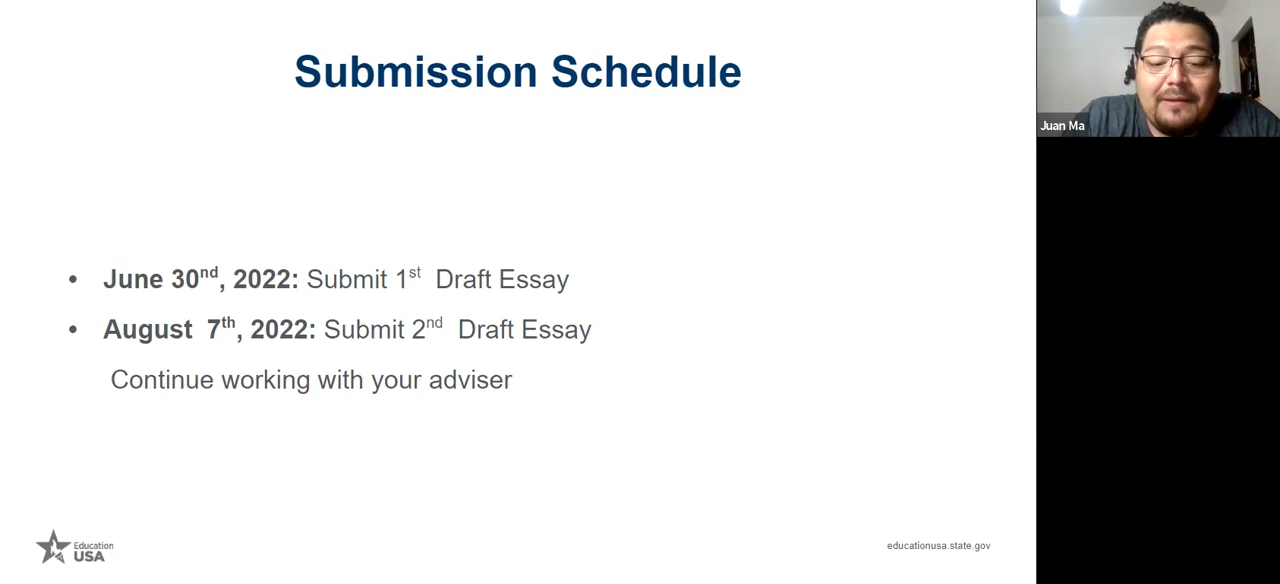 Submission Schedule
• June 30nd, 2022: Submit 1st Draft Essay
• August 7th, 2022: Submit 2nd Draft Essay
Continue working with your adviser
Education
USA
educationusa.state.gov
Juan Ma